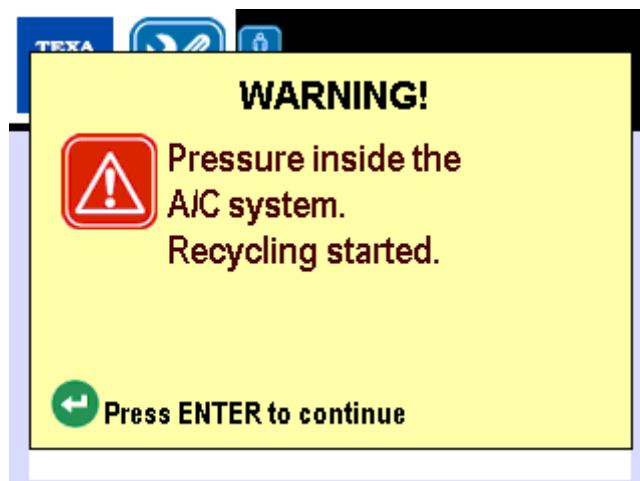 TEXA
WARNING!
Pressure inside the
A/C system.
Recycling started.
Press ENTER to continue